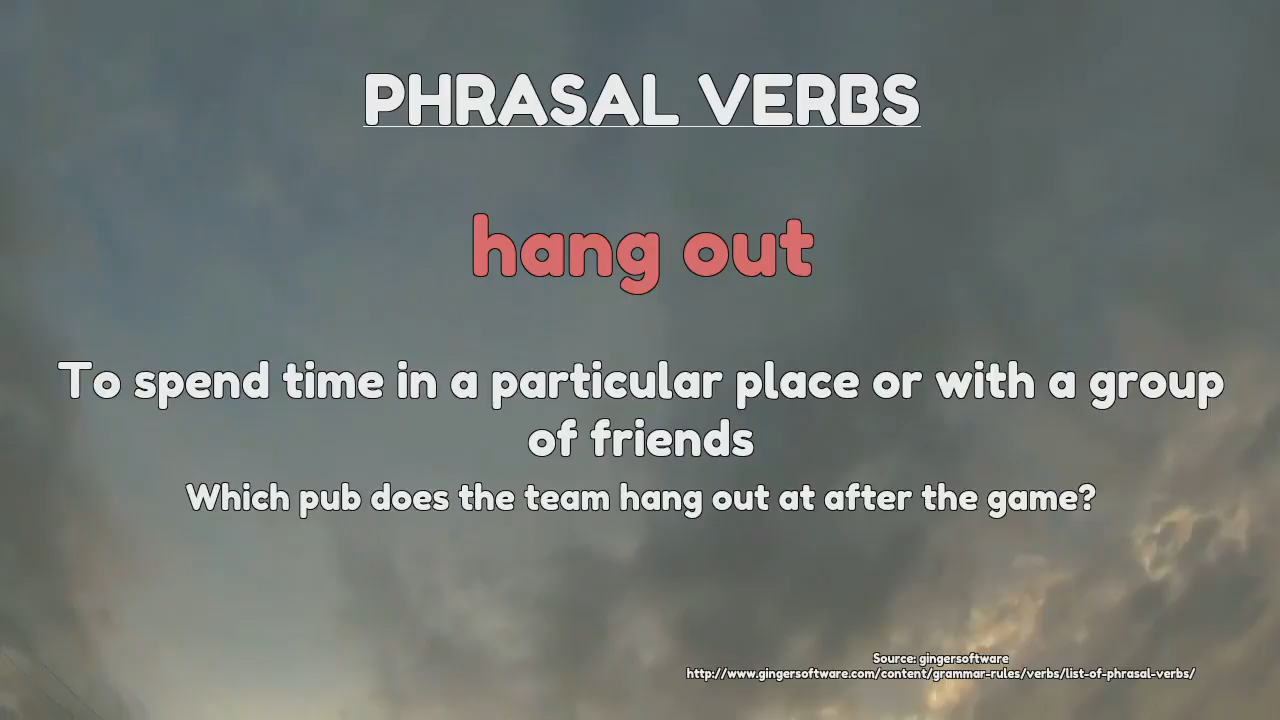 PHRASAL VERBS
hang out
To spend time in a particular place or with a group
of friends
Which pub does the team hang out at after the game?
Source: gingersoftware
http://www.gingersoftware.com/content/grammar-rules/verbs/list-of-phrasal-verbs/